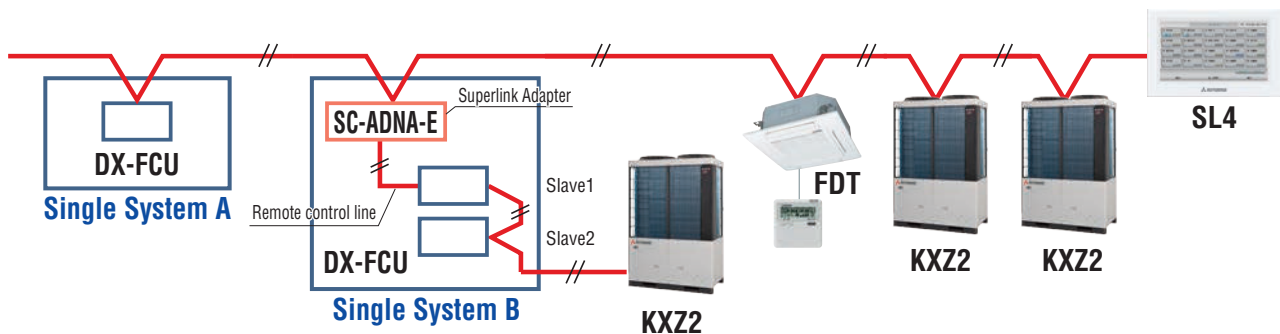 Superlink Adapter
SC-ADNA-E
DX-FCU
Single System A
Remote control line
Slave1
Slave2
DX-FCU
Single System B
KXZ2
FDT
KXZ2
KXZ2
SL4